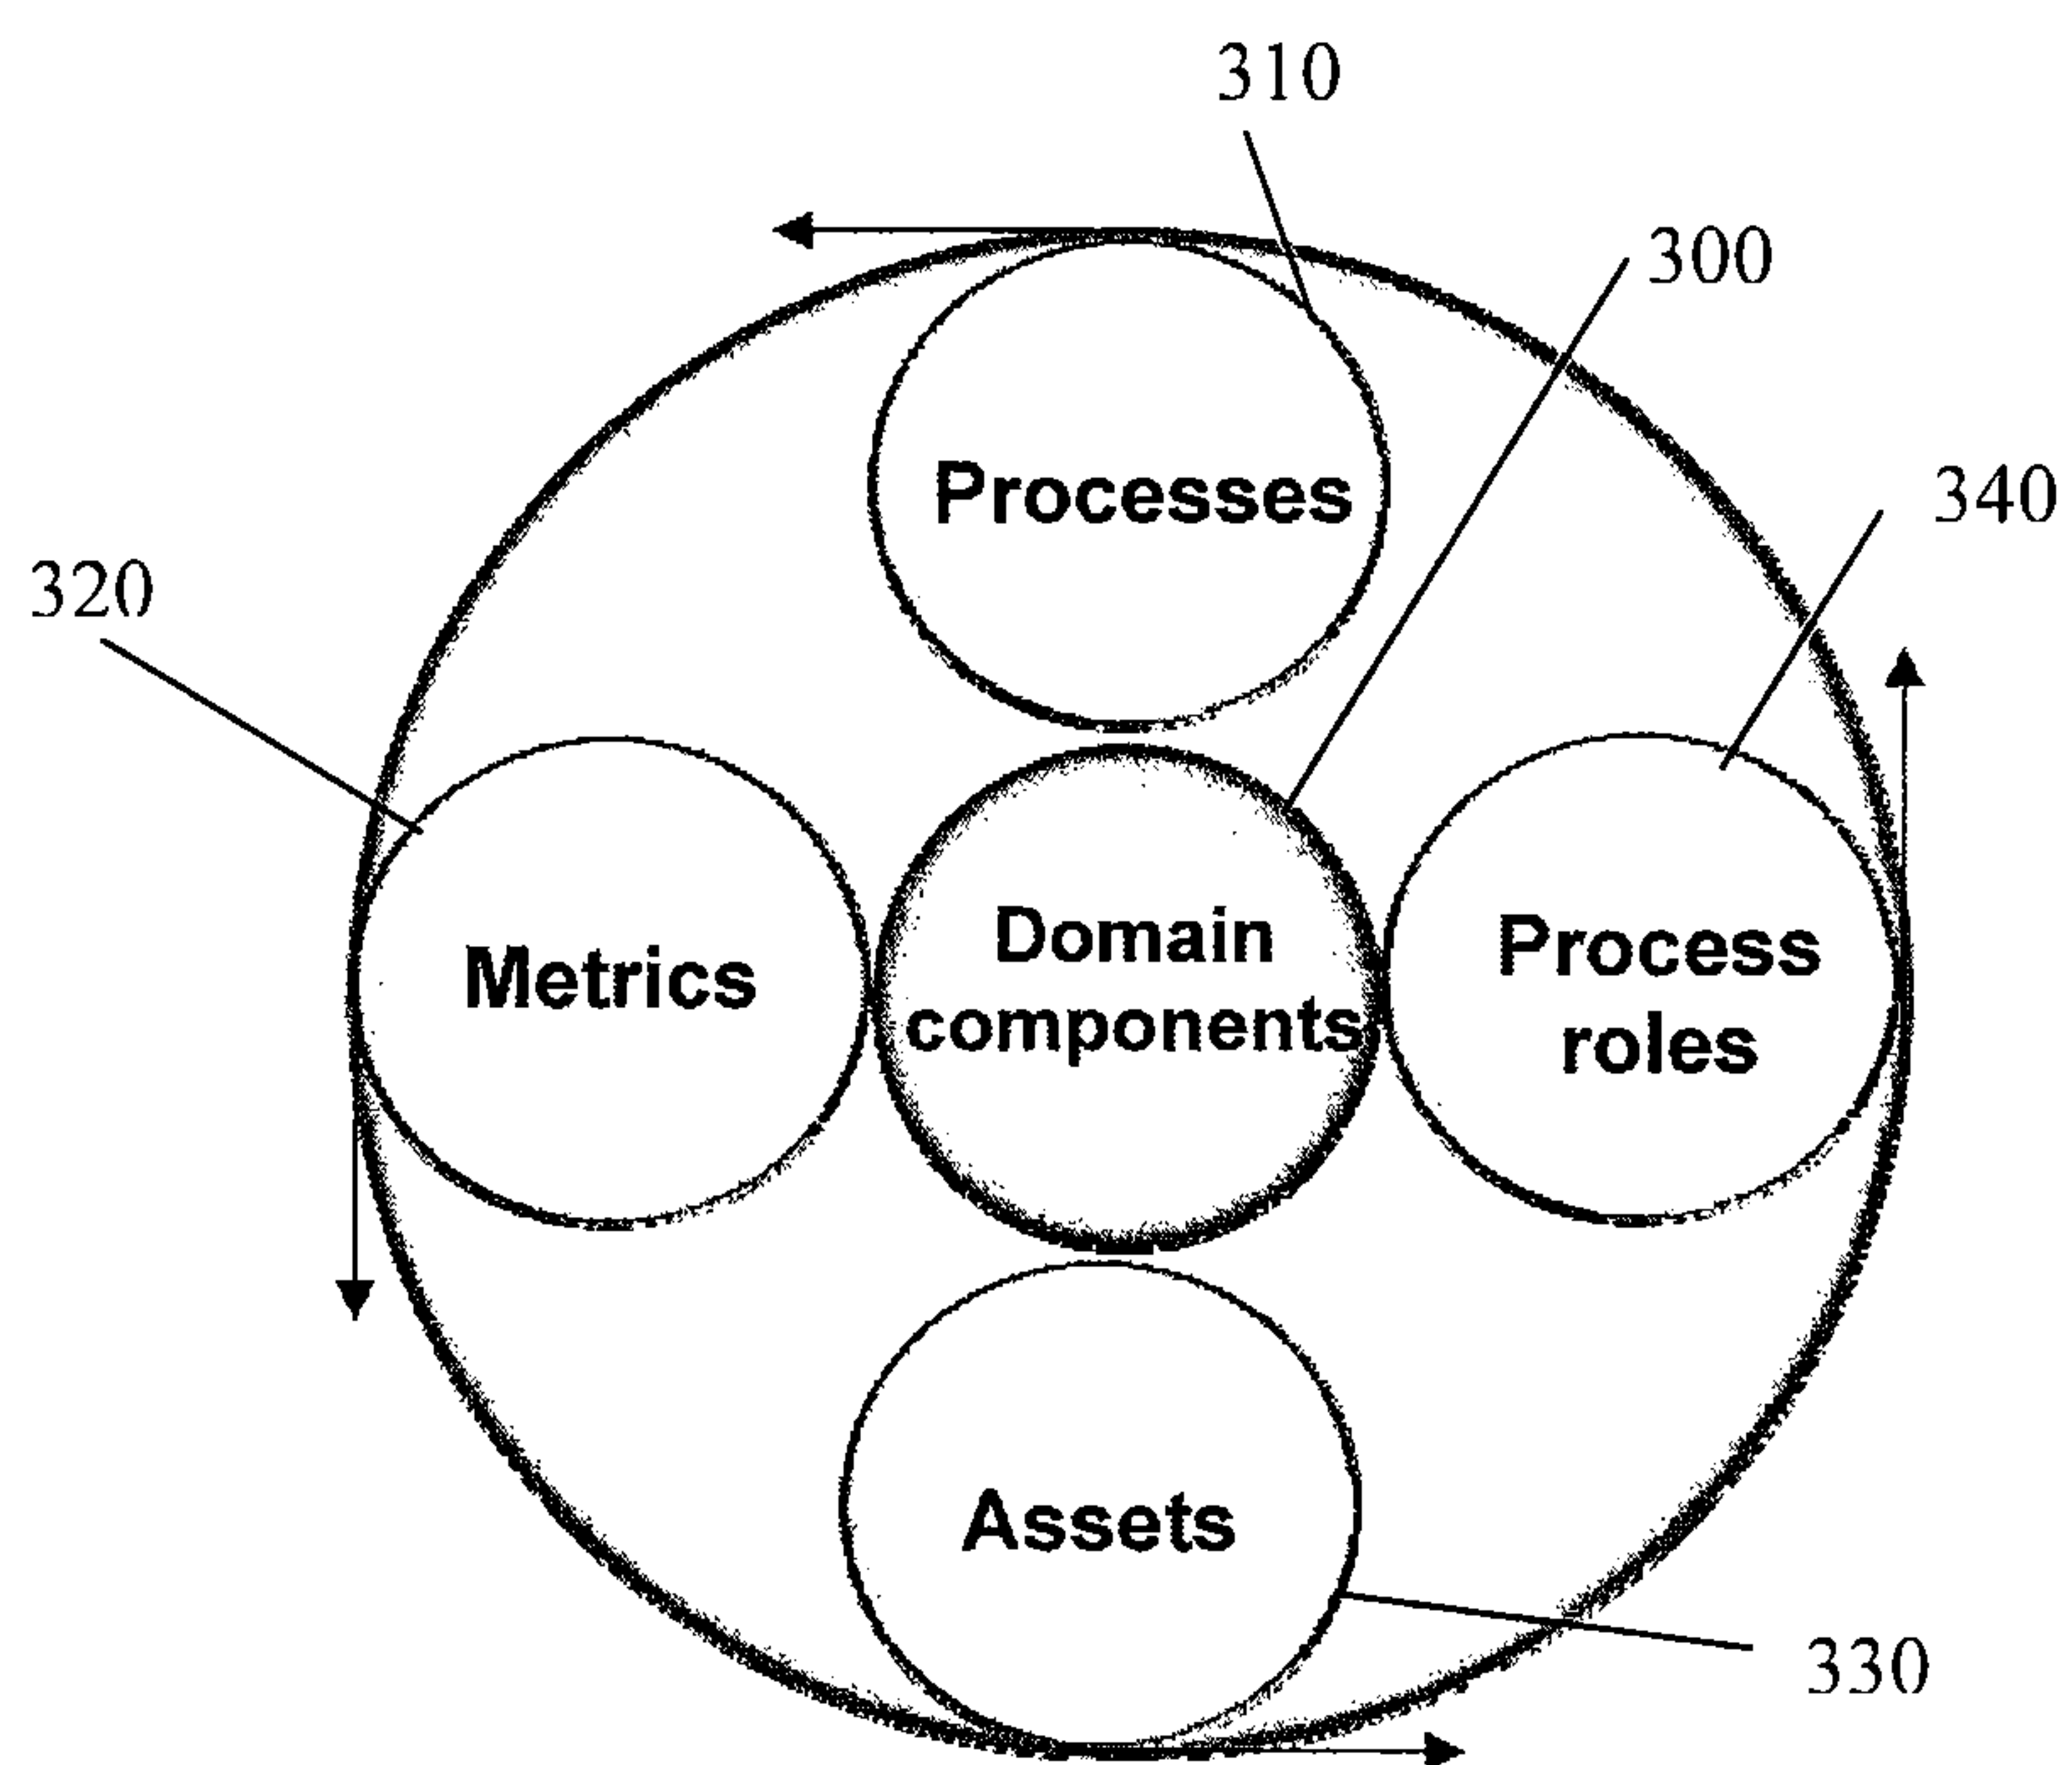 310
300
340
Processes
320
Domain
components
Metrics
Process
roles
Assets
330